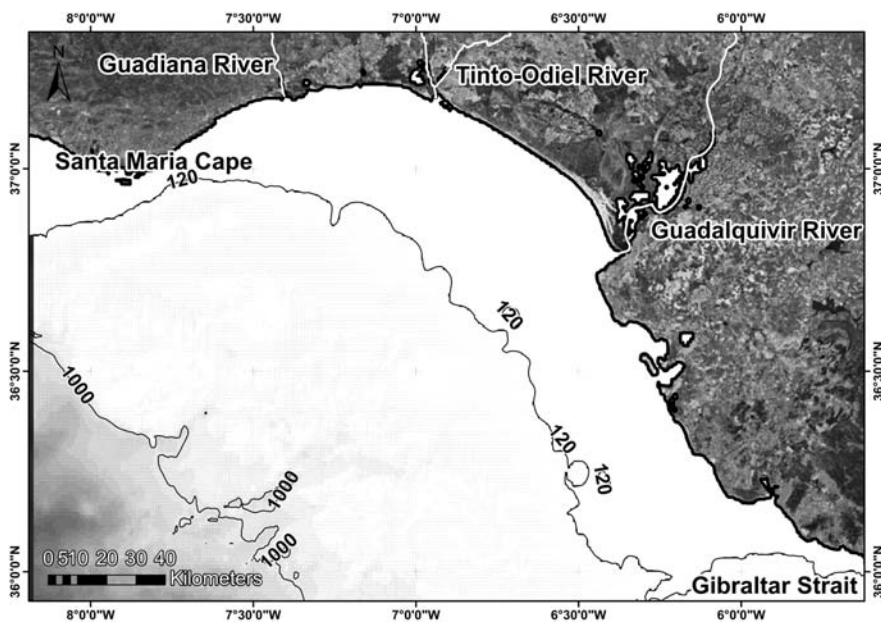 8°0'0"W 7°30'0"W 7°0'0"W 6°30'0"W 6°0'0"W
N
Guadiana River
Tinto-Odiel River
37°0'0"N
Santa Maria Cape
120
37°0'0"N
Guadalquivir River
120
36°30'0"N
1000
36°30'0"N
120
120
1000
1000
36°0'0"N
0 5 10 20 30 40
Kilometers
Gibraltar Strait
36°0'0"N
8°0'0"W 7°30'0"W 7°0'0"W 6°30'0"W 6°0'0"W